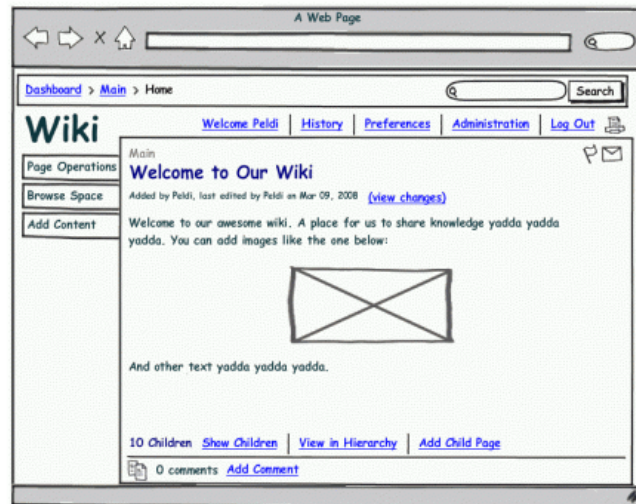 A Web Page
Dashboard > Main > Home
Search
Wiki
Welcome Peldi | History | Preferences | Administration | Log Out
Page Operations
Browse Space
Add Content
Main
Welcome to Our Wiki
Added by Peldi, last edited by Peldi on Mar 09, 2008 (view changes)
Welcome to our awesome wiki. A place for us to share knowledge yadda yadda
yadda. You can add images like the one below:
And other text yadda yadda yadda.
10 Children Show Children | View in Hierarchy | Add Child Page
0 comments Add Comment